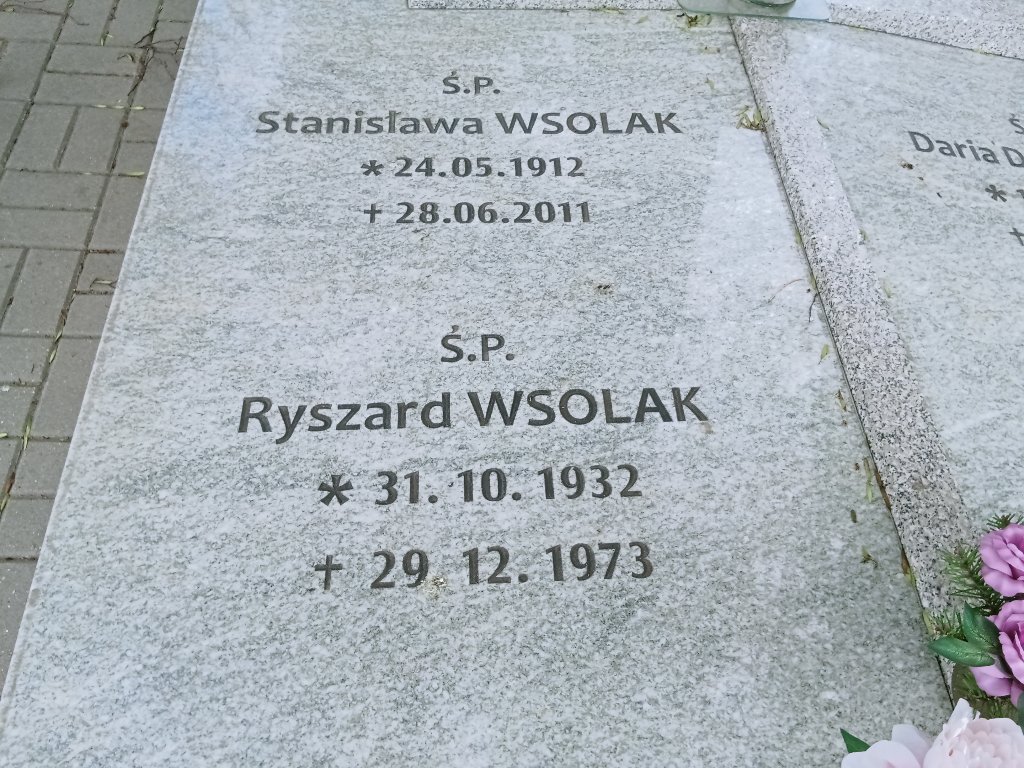 Ś.P.
Stanisława WSOLAK
* 24.05.1912
+ 28.06.2011
Ś.P.
Ryszard WSOLAK
* 31. 10. 1932
+ 29. 12. 1973
Daria